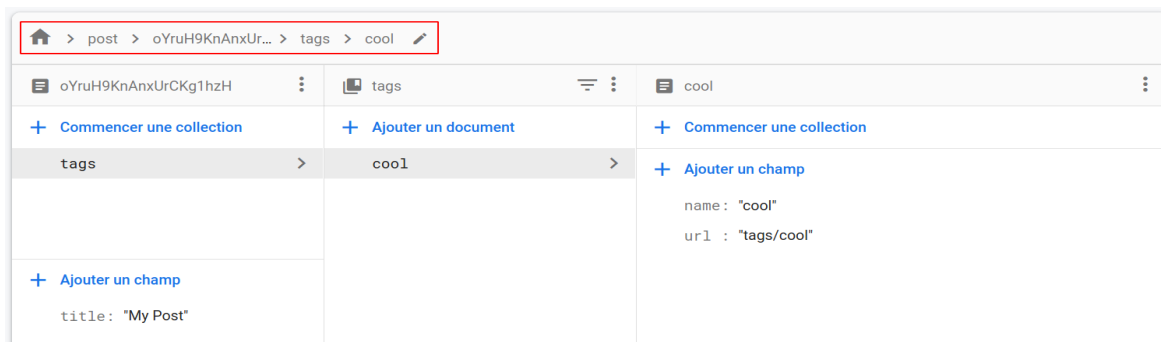 > post > oYruH9KnAnxUr... > tags > cool
oYruH9KnAnxUrCKg1hzH
tags
cool
+ Commencer une collection
+ Ajouter un document
+ Commencer une collection
tags >
cool >
+ Ajouter un champ
name: "cool"
url : "tags/cool"
+ Ajouter un champ
title: "My Post"